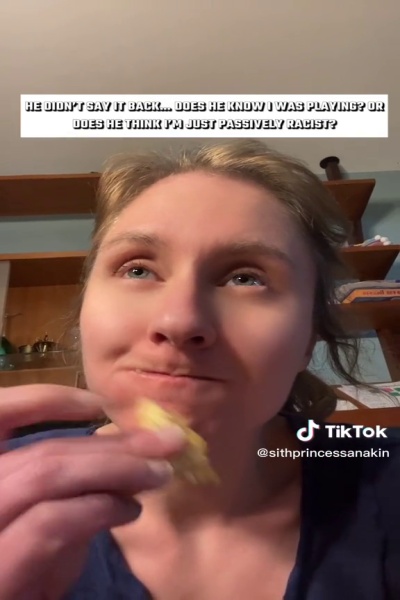 HE DIDN'T SAY IT BACK... DOES HE KNOW I WAS PLAYING? OR
DOES HE THINK I'M JUST PASSIVELY RACIST?
TikTok
@sithprincessanakin